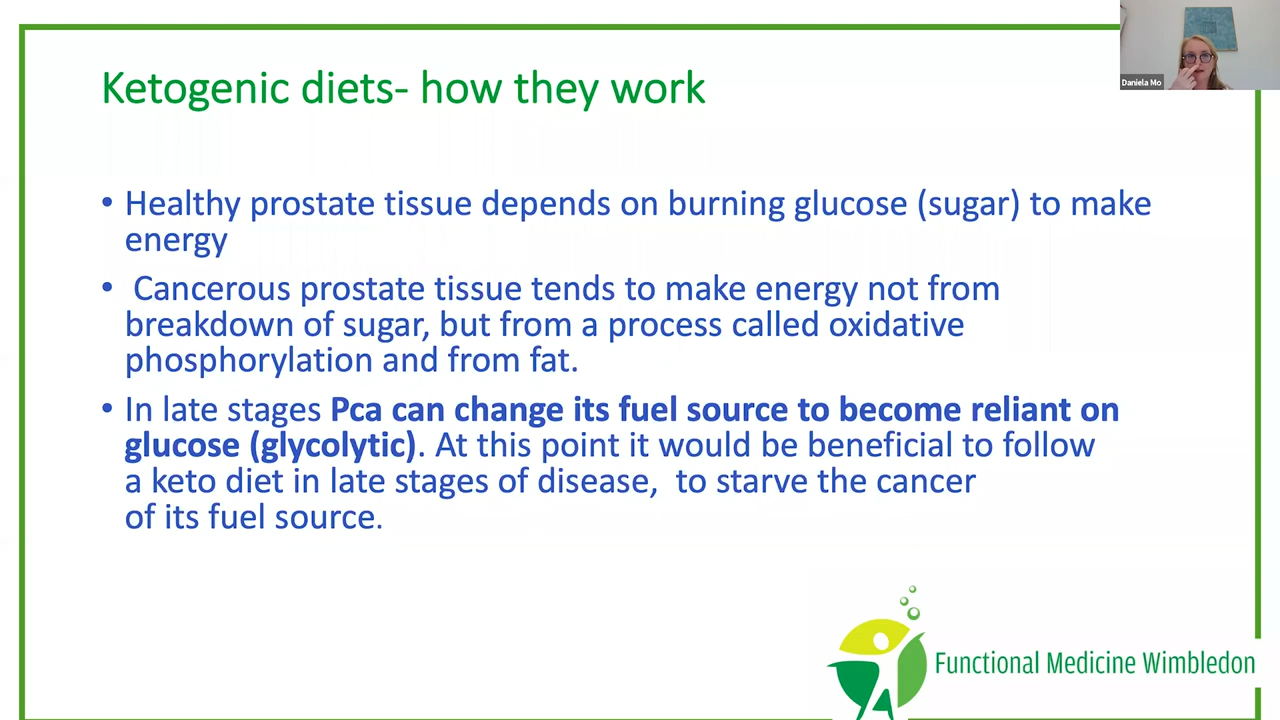 Ketogenic diets- how they work
Daniela Mo
• Healthy prostate tissue depends on burning glucose (sugar) to make
energy
• Cancerous prostate tissue tends to make energy not from
breakdown of sugar, but from a process called oxidative
phosphorylation and from fat.
• In late stages Pca can change its fuel source to become reliant on
glucose (glycolytic). At this point it would be beneficial to follow
a keto diet in late stages of disease,  to starve the cancer
of its fuel source.
Functional Medicine Wimbledon